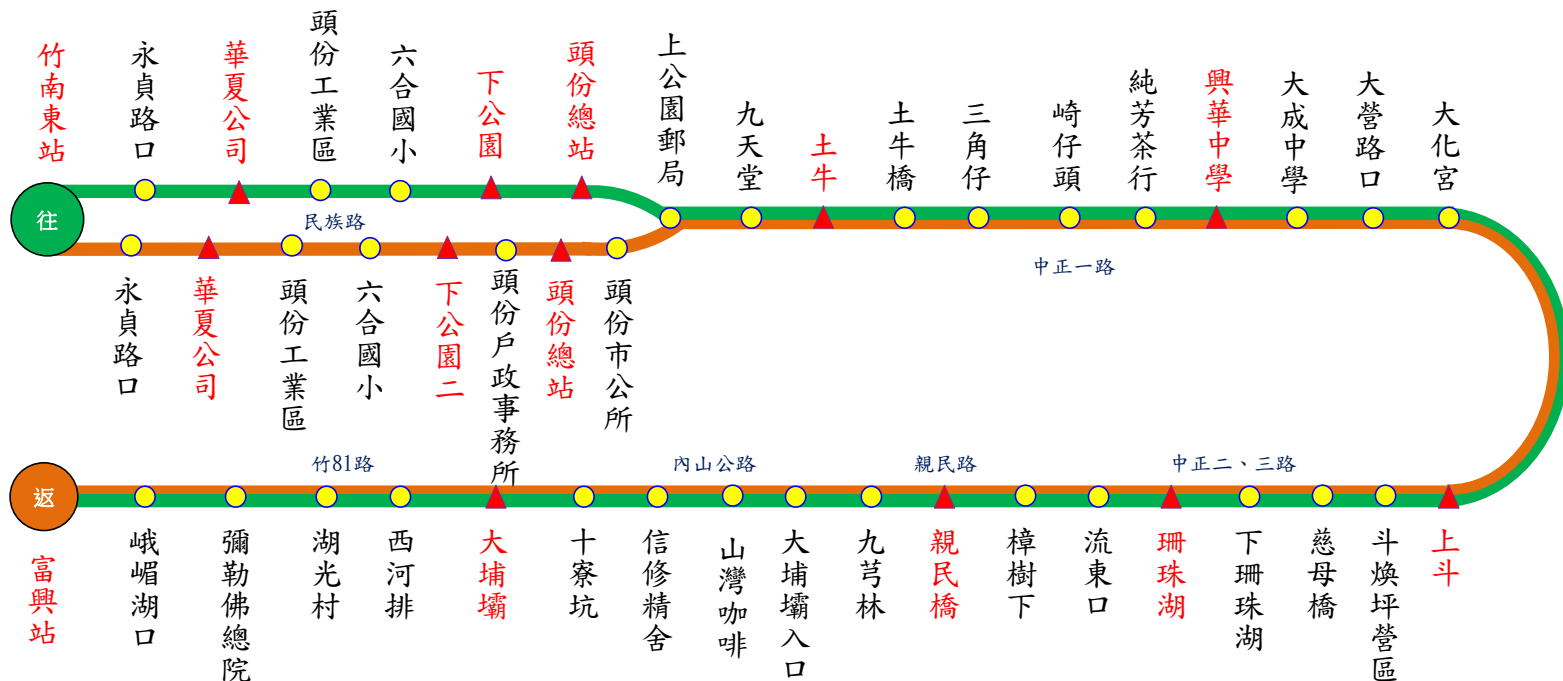 竹南東站
永貞路口
華夏公司
頭份工業區
六合國小
下公園
頭份總站
上公園郵局
九天堂
土牛
土牛橋
三角仔
崎仔頭
純芳茶行
興華中學
大成中學
大營路口
大化宮
往
民族路
中正一路
永貞路口
華夏公司
頭份工業區
六合國小
下公園二
頭份戶政事務所
頭份總站
頭份市公所
竹81路
內山公路
親民路
中正二、三路
返
富興站
峨嵋湖口
彌勒佛總院
湖光村
西河排
大埔壩
十寮坑
信修精舍
山灣咖啡
大埔壩入口
九芎林
親民橋
樟樹下
流東口
珊珠湖
下珊珠湖
慈母橋
斗煥坪營區
上斗